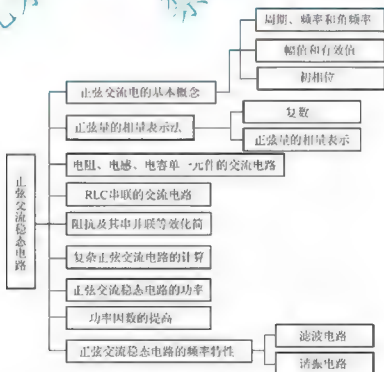 正弦交流稳态电路
正弦交流电的基本概念
周期、频率和角频率
幅值和有效值
初相位
正弦量的相量表示法
复数
正弦量的相量表示
电阻、电感、电容单一元件的交流电路
RLC串联的交流电路
阻抗及其串并联等效化简
复杂正弦交流电路的计算
正弦交流稳态电路的功率
功率因数的提高
正弦交流稳态电路的频率特性
滤波电路
谐振电路